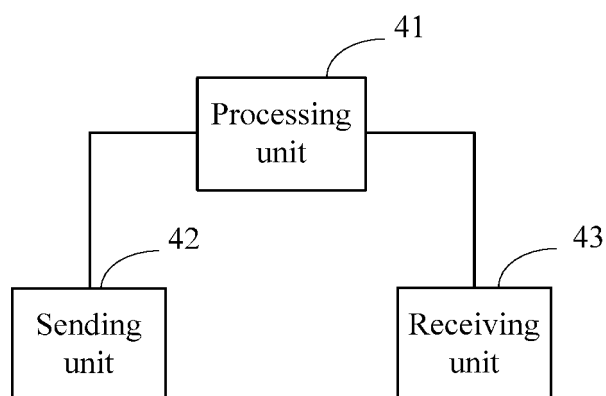 41
Processing
unit
42
Sending
unit
43
Receiving
unit